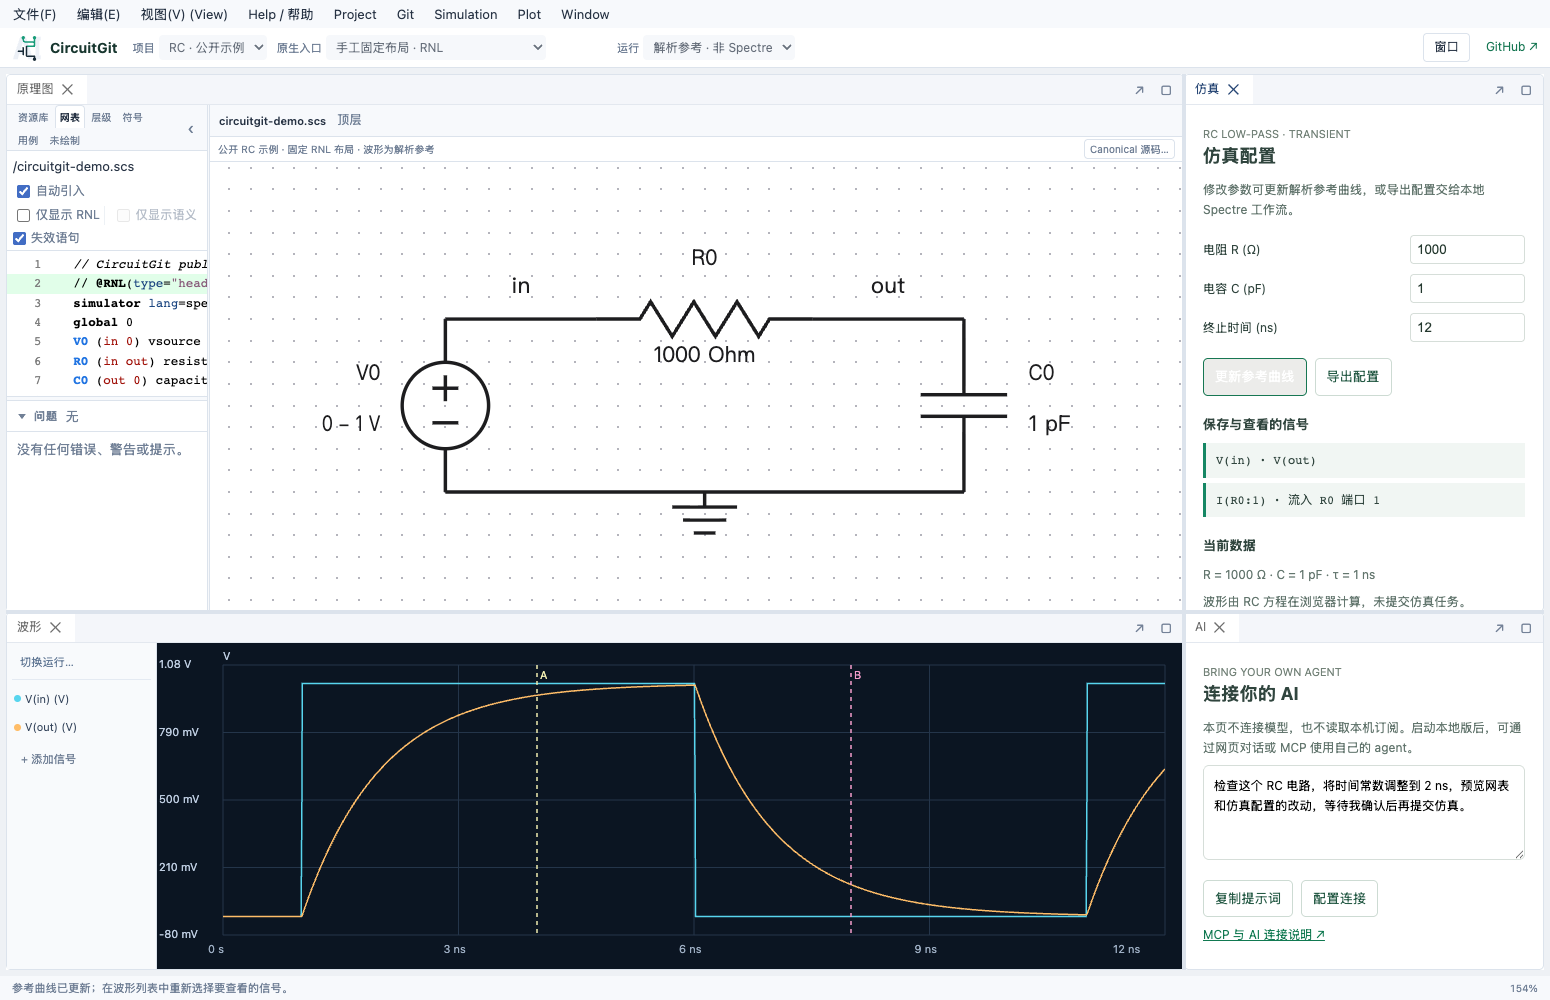 文件(F) 编辑(E) 视图(V) (View) Help / 帮助 Project Git Simulation Plot Window
CircuitGit 项目 RC · 公开示例 原生入口 手工固定布局 · RNL 运行 解析参考 · 非 Spectre 窗口 GitHub ↗
原理图
资源库 网表 层级 符号
用例 未绘制
/circuitgit-demo.scs
自动引入
仅显示 RNL 仅显示语义
失效语句
1 // CircuitGit publ
2 // @RNL(type="head
3 simulator lang=spe
4 global 0
5 V0 (in 0) vsource
6 R0 (in out) resist
7 C0 (out 0) capacit
问题 无
没有任何错误、警告或提示。
circuitgit-demo.scs 顶层
公开 RC 示例 · 固定 RNL 布局 · 波形为解析参考 Canonical 源码...
R0
in
out
1000 Ohm
V0
0 – 1 V
C0
1 pF
仿真
RC LOW-PASS · TRANSIENT
仿真配置
修改参数可更新解析参考曲线，或导出配置交给本地
Spectre 工作流。
电阻 R (Ω) 1000
电容 C (pF) 1
终止时间 (ns) 12
更新参考曲线 导出配置
保存与查看的信号
V(in) · V(out)
I(R0:1) · 流入 R0 端口 1
当前数据
R = 1000 Ω · C = 1 pF · τ = 1 ns
波形由 RC 方程在浏览器计算，未提交仿真任务。
波形
切换运行...
V(in) (V)
V(out) (V)
+ 添加信号
V
1.08 V
790 mV
500 mV
210 mV
-80 mV
A
B
0 s 3 ns 6 ns 9 ns 12 ns
AI
BRING YOUR OWN AGENT
连接你的 AI
本页不连接模型，也不读取本机订阅。启动本地版后，可通
过网页对话或 MCP 使用自己的 agent。
检查这个 RC 电路，将时间常数调整到 2 ns，预览网表
和仿真配置的改动，等待我确认后再提交仿真。
复制提示词 配置连接
MCP 与 AI 连接说明 ↗
参考曲线已更新；在波形列表中重新选择要查看的信号。 154%